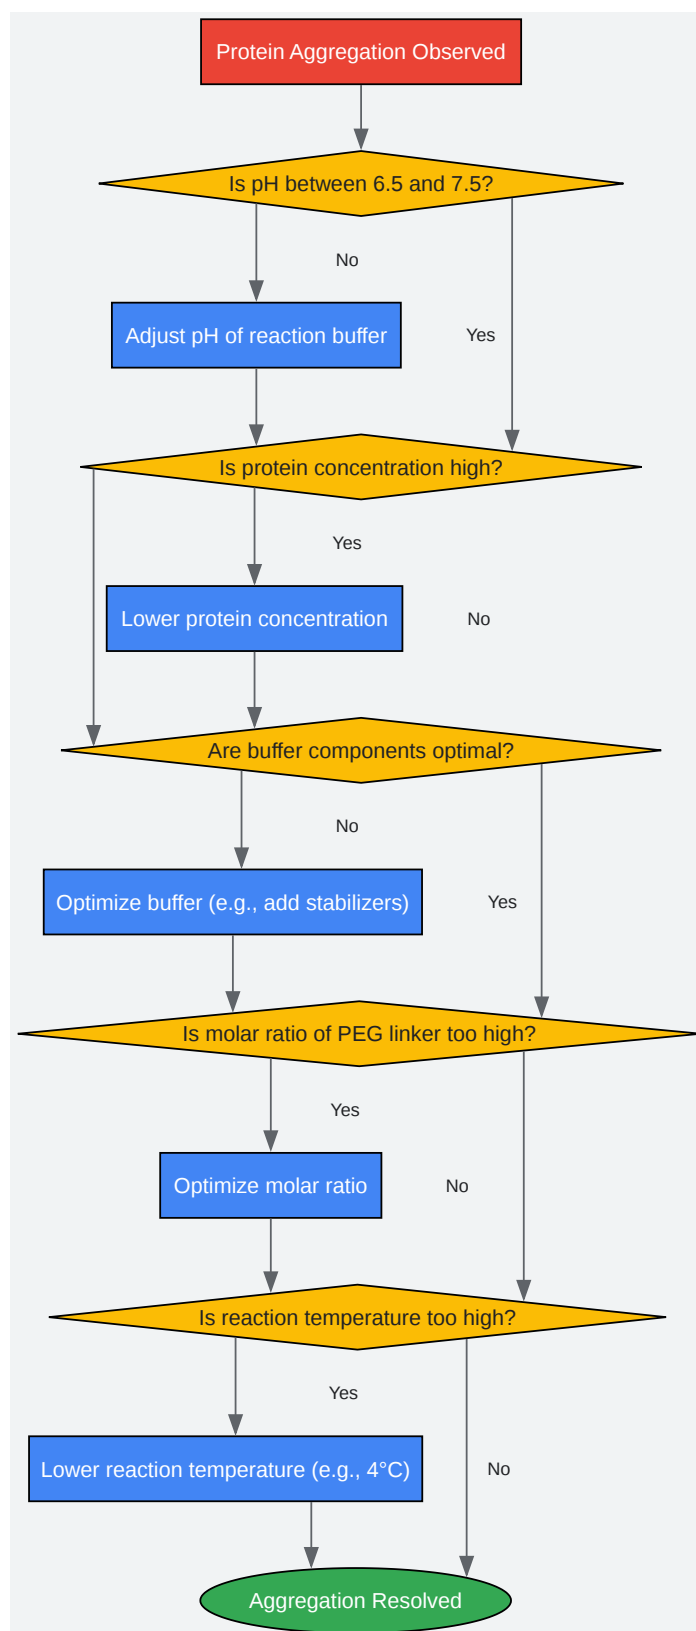 Protein Aggregation Observed
Is pH between 6.5 and 7.5?
No
Adjust pH of reaction buffer
Yes
Is protein concentration high?
Yes
Lower protein concentration
No
Are buffer components optimal?
No
Optimize buffer (e.g., add stabilizers)
Yes
Is molar ratio of PEG linker too high?
Yes
Optimize molar ratio
No
Is reaction temperature too high?
Yes
Lower reaction temperature (e.g., 4°C)
No
Aggregation Resolved